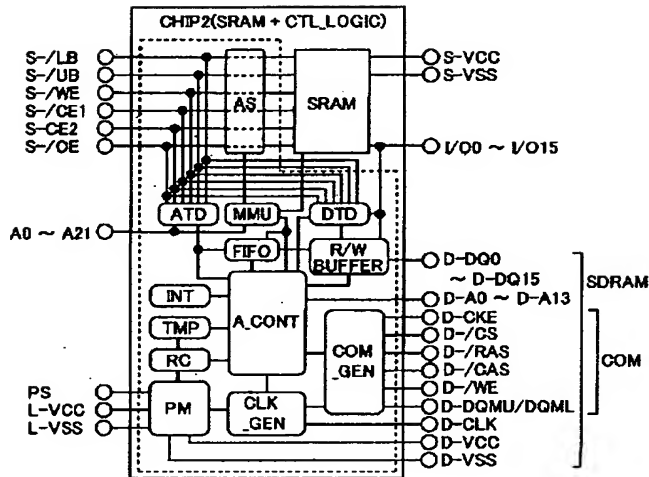 CHIP2(SRAM + CTL_LOGIC)
S-/LB
S-/UB
S-/WE
S-/CE1
S-CE2
S-/OE
A0 ~ A21
PS
L-VCC
L-VSS
AS
SRAM
ATD
MMU
DTD
FIFO
R/W
BUFFER
INT
A_CONT
TMP
RC
COM
_GEN
PM
CLK
_GEN
S-VCC
S-VSS
I/O0 ~ I/O15
D-DQ0
~ D-DQ15
D-A0 ~ D-A13
D-CKE
D-/CS
D-/RAS
D-/CAS
D-/WE
D-DQMU/DQML
D-CLK
D-VCC
D-VSS
SDRAM
COM